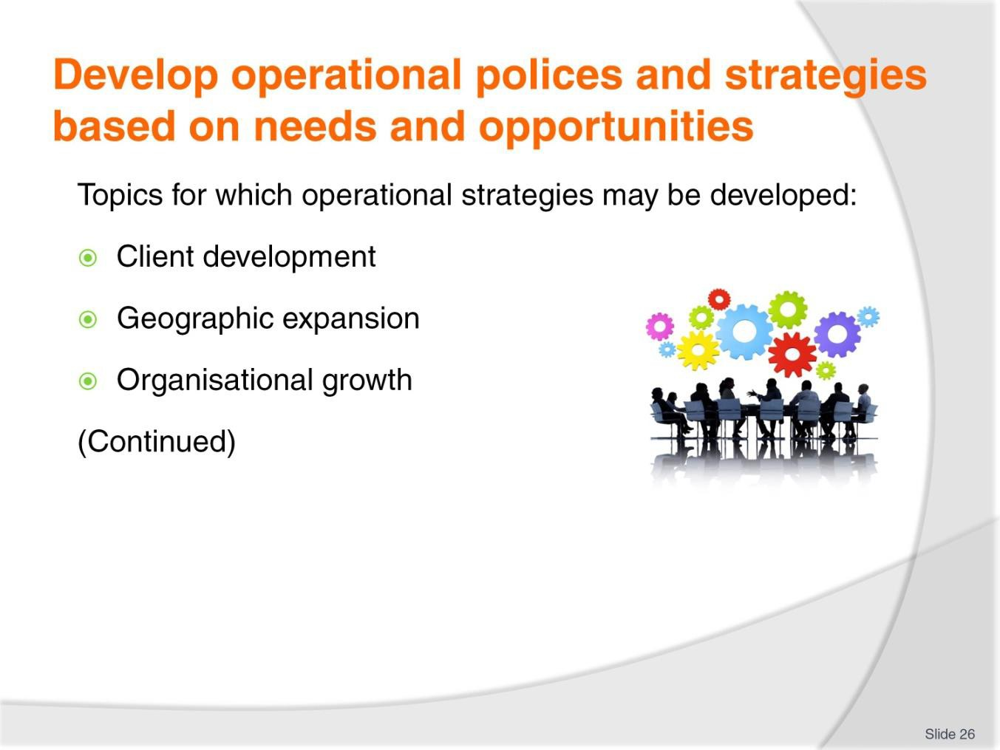 Develop operational polices and strategies
based on needs and opportunities
Topics for which operational strategies may be developed:
Client development
Geographic expansion
Organisational growth
(Continued)
Slide 26